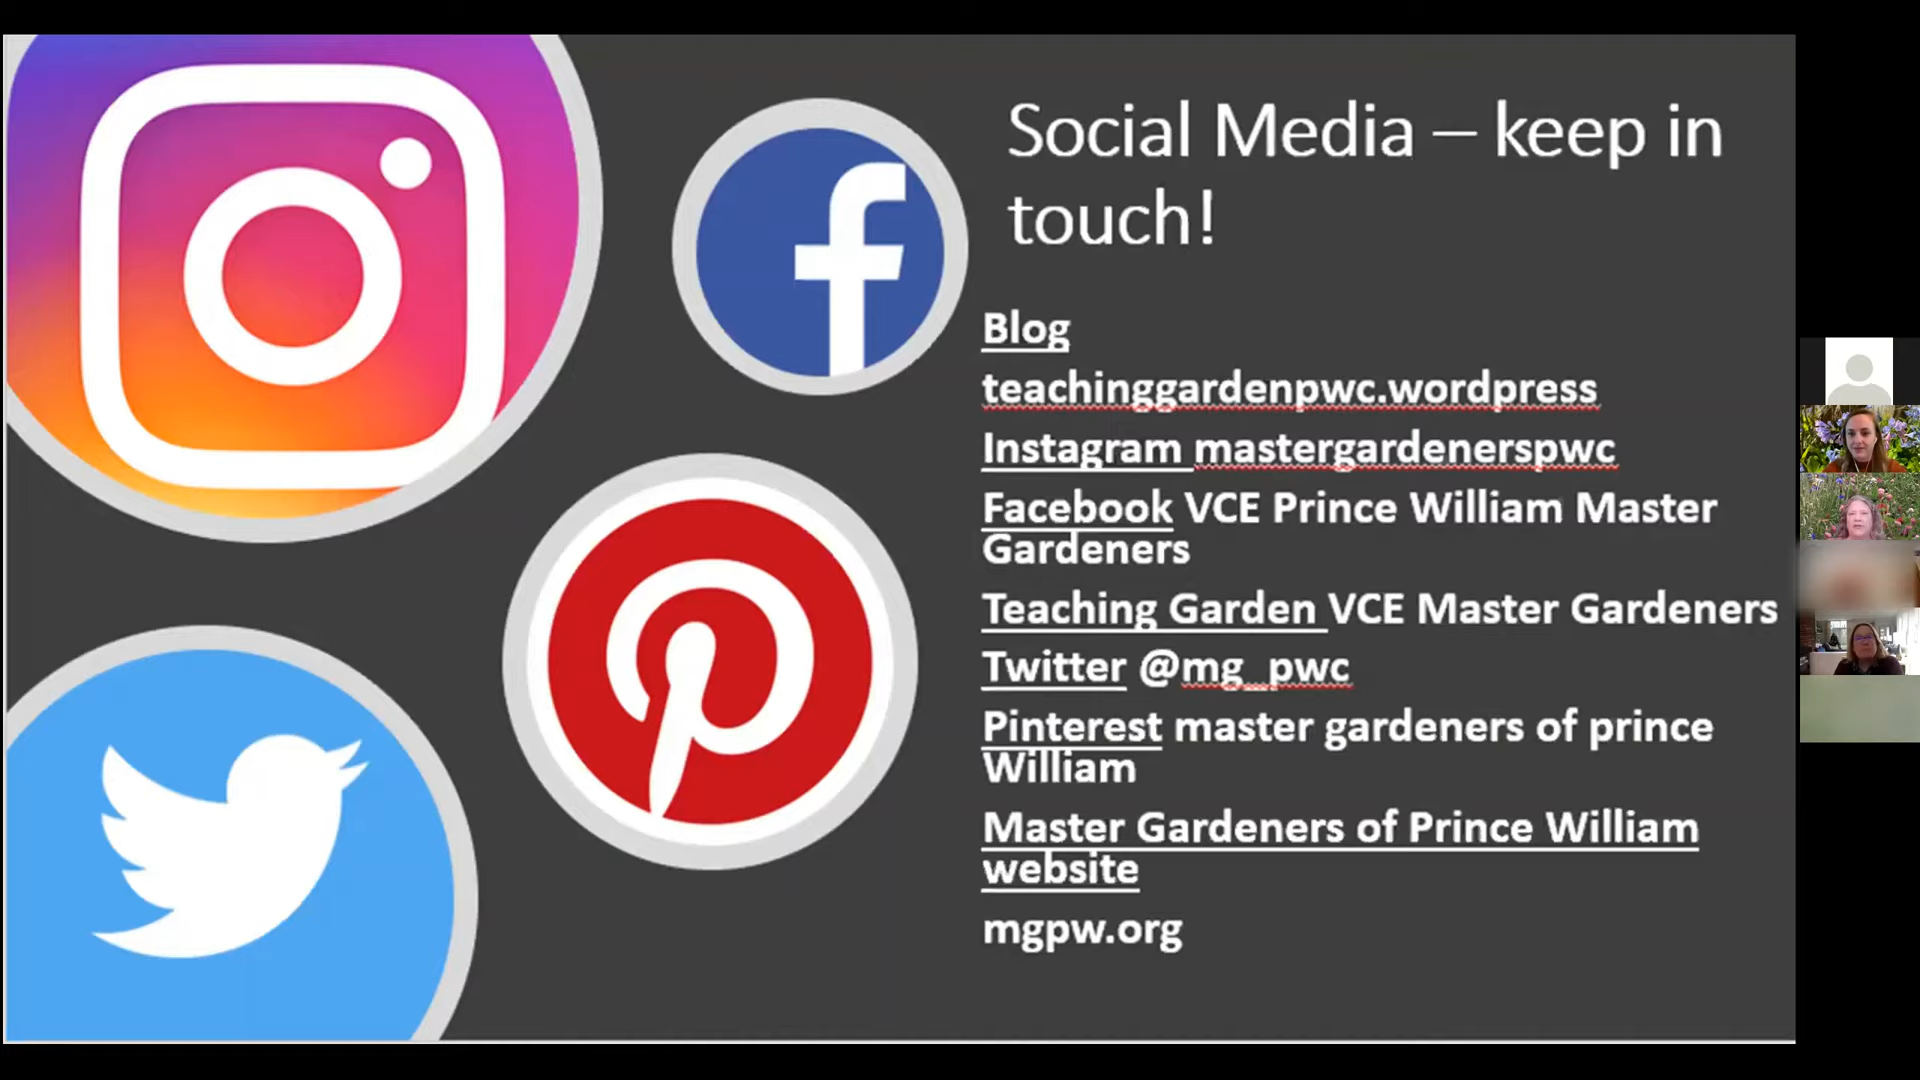 Social Media – keep in
touch!
Blog
teachinggardenpwc.wordpress
Instagram mastergardenerspwc
Facebook VCE Prince William Master
Gardeners
Teaching Garden VCE Master Gardeners
Twitter @mg_pwc
Pinterest master gardeners of prince
William
Master Gardeners of Prince William
website
mgpw.org